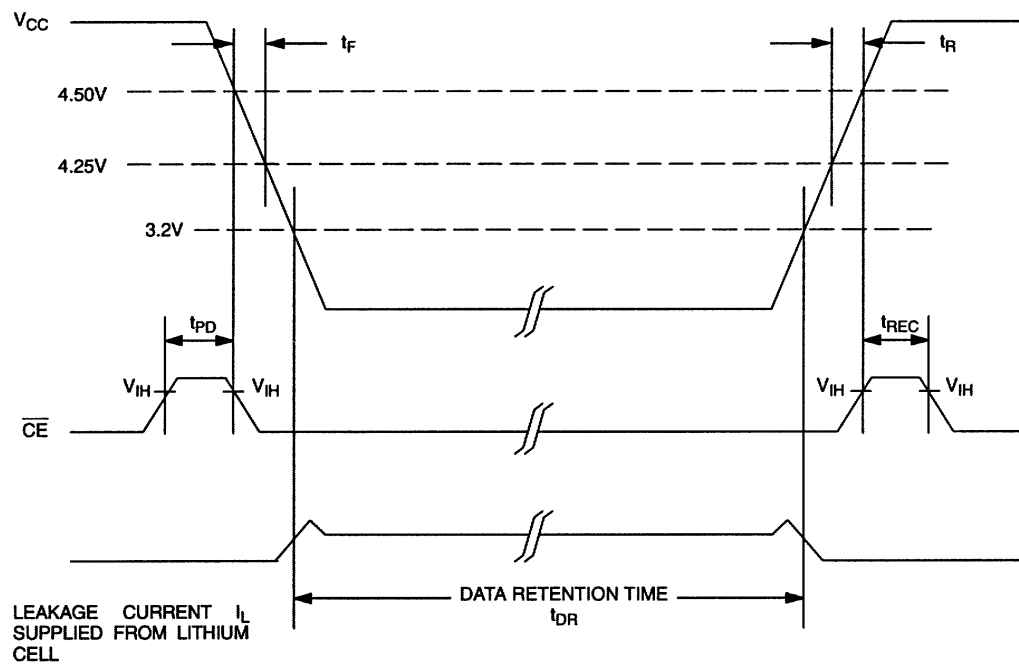 VCC
tF
tR
4.50V
4.25V
3.2V
tPD
tREC
VIH
VIH
VIH
VIH
CE
DATA RETENTION TIME
tDR
LEAKAGE CURRENT IL
SUPPLIED FROM LITHIUM
CELL